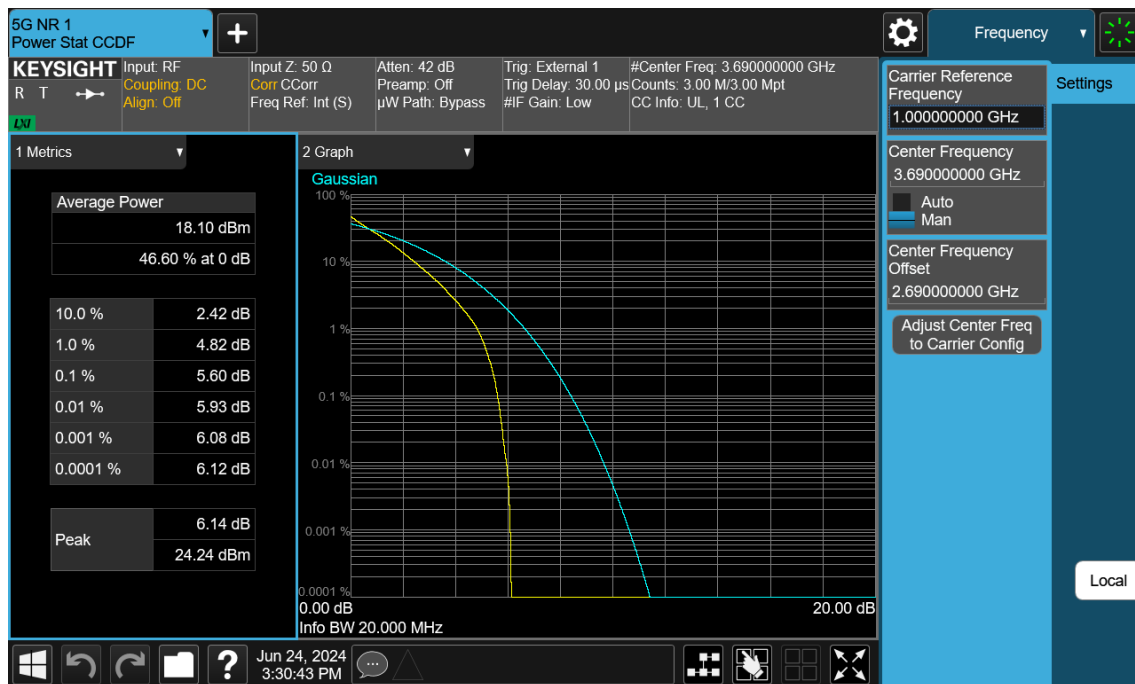 5G NR 1
Power Stat CCDF
+
Frequency
KEYSIGHT
R T
LXI
Input: RF
Coupling: DC
Align: Off
Input Z: 50 Ω
Corr CCorr
Freq Ref: Int (S)
Atten: 42 dB
Preamp: Off
µW Path: Bypass
Trig: External 1
Trig Delay: 30.00 µs
#IF Gain: Low
#Center Freq: 3.690000000 GHz
Counts: 3.00 M/3.00 Mpt
CC Info: UL, 1 CC
Carrier Reference
Frequency
1.000000000 GHz
Settings
Center Frequency
3.690000000 GHz
Auto
Man
Center Frequency
Offset
2.690000000 GHz
Adjust Center Freq
to Carrier Config
Local
1 Metrics
Average Power
18.10 dBm
46.60 % at 0 dB
10.0 % 2.42 dB
1.0 % 4.82 dB
0.1 % 5.60 dB
0.01 % 5.93 dB
0.001 % 6.08 dB
0.0001 % 6.12 dB
Peak
6.14 dB
24.24 dBm
2 Graph
Gaussian
100 %
10 %
1 %
0.1 %
0.01 %
0.001 %
0.0001 %
0.00 dB 20.00 dB
Info BW 20.000 MHz
?
Jun 24, 2024
3:30:43 PM